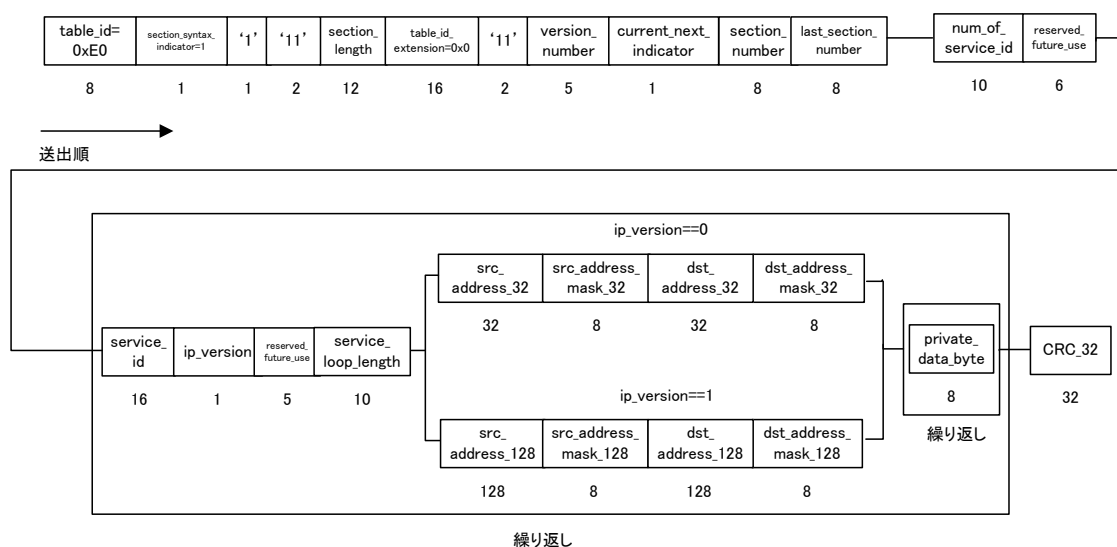 table_id=
0xE0
section_syntax_
indicator=1
‘1’
‘11’
section_
length
table_id_
extension=0x0
‘11’
version_
number
current_next_
indicator
section_
number
last_section_
number
num_of_
service_id
reserved_
future_use
8
1
1
2
12
16
2
5
1
8
8
10
6
送出順
ip_version==0
src_
address_32
src_address_
mask_32
dst_
address_32
dst_address_
mask_32
32
8
32
8
service_
id
ip_version
reserved_
future_use
service_
loop_length
16
1
5
10
private_
data_byte
8
繰り返し
CRC_32
32
ip_version==1
src_
address_128
src_address_
mask_128
dst_
address_128
dst_address_
mask_128
128
8
128
8
繰り返し